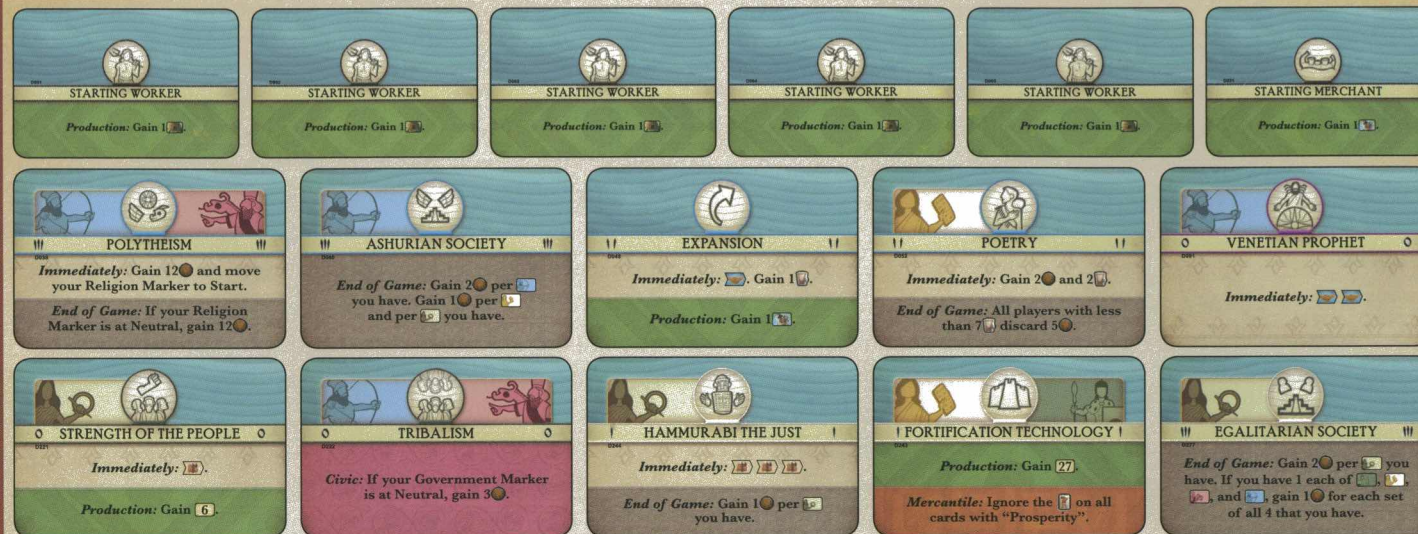 STARTING WORKER
Production: Gain 1.
STARTING WORKER
Production: Gain 1.
STARTING WORKER
Production: Gain 1.
STARTING WORKER
Production: Gain 1.
STARTING WORKER
Production: Gain 1.
STARTING MERCHANT
Production: Gain 1.
POLYTHEISM
Immediately: Gain 12 and move
your Religion Marker to Start.
End of Game: If your Religion
Marker is at Neutral, gain 12.
ASHURIAN SOCIETY
End of Game: Gain 2 per
you have. Gain 1 per
and per you have.
EXPANSION
Immediately: . Gain 1.
Production: Gain 1.
POETRY
Immediately: Gain 2 and 2.
End of Game: All players with less
than 7 discard 5.
VENETIAN PROPHET
Immediately: .
STRENGTH OF THE PEOPLE
Immediately: .
Production: Gain 6.
TRIBALISM
Civic: If your Government Marker
is at Neutral, gain 3.
HAMMURABI THE JUST
Immediately: .
End of Game: Gain 1 per
you have.
FORTIFICATION TECHNOLOGY
Production: Gain 27.
Mercantile: Ignore the on all
cards with "Prosperity".
EGALITARIAN SOCIETY
End of Game: Gain 2 per you
have. If you have 1 each of , ,
, and , gain 1 for each set
of all 4 that you have.